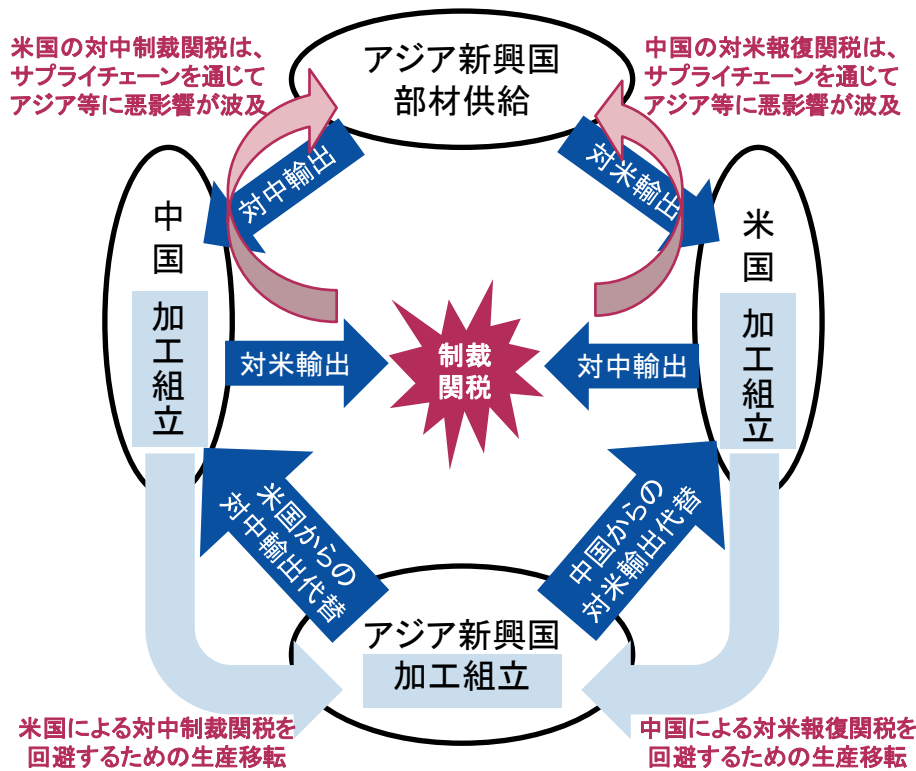 米国の対中制裁関税は、
サプライチェーンを通じて
アジア等に悪影響が波及
アジア新興国
部材供給
中国の対米報復関税は、
サプライチェーンを通じて
アジア等に悪影響が波及
対中輸出
対米輸出
中
国
加
工
組
立
米
国
加
工
組
立
対米輸出
制裁
関税
対中輸出
米国からの
対中輸出代替
中国からの
対米輸出代替
アジア新興国
加工組立
米国による対中制裁関税を
回避するための生産移転
中国による対米報復関税を
回避するための生産移転